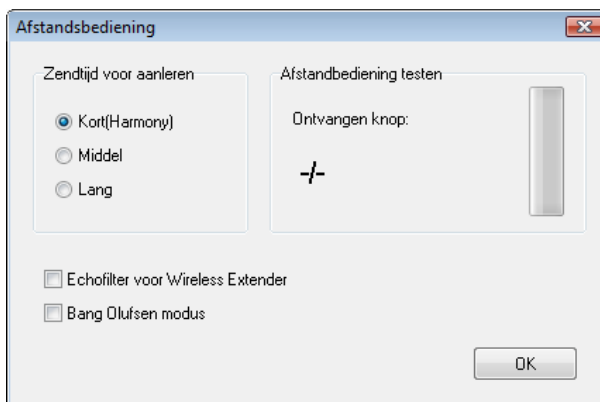 Afstandsbediening
Zendtijd voor aanleren
Kort(Harmony)
Middel
Lang
Afstandbediening testen
Ontvangen knop:
-/-
Echofilter voor Wireless Extender
Bang Olufsen modus
OK